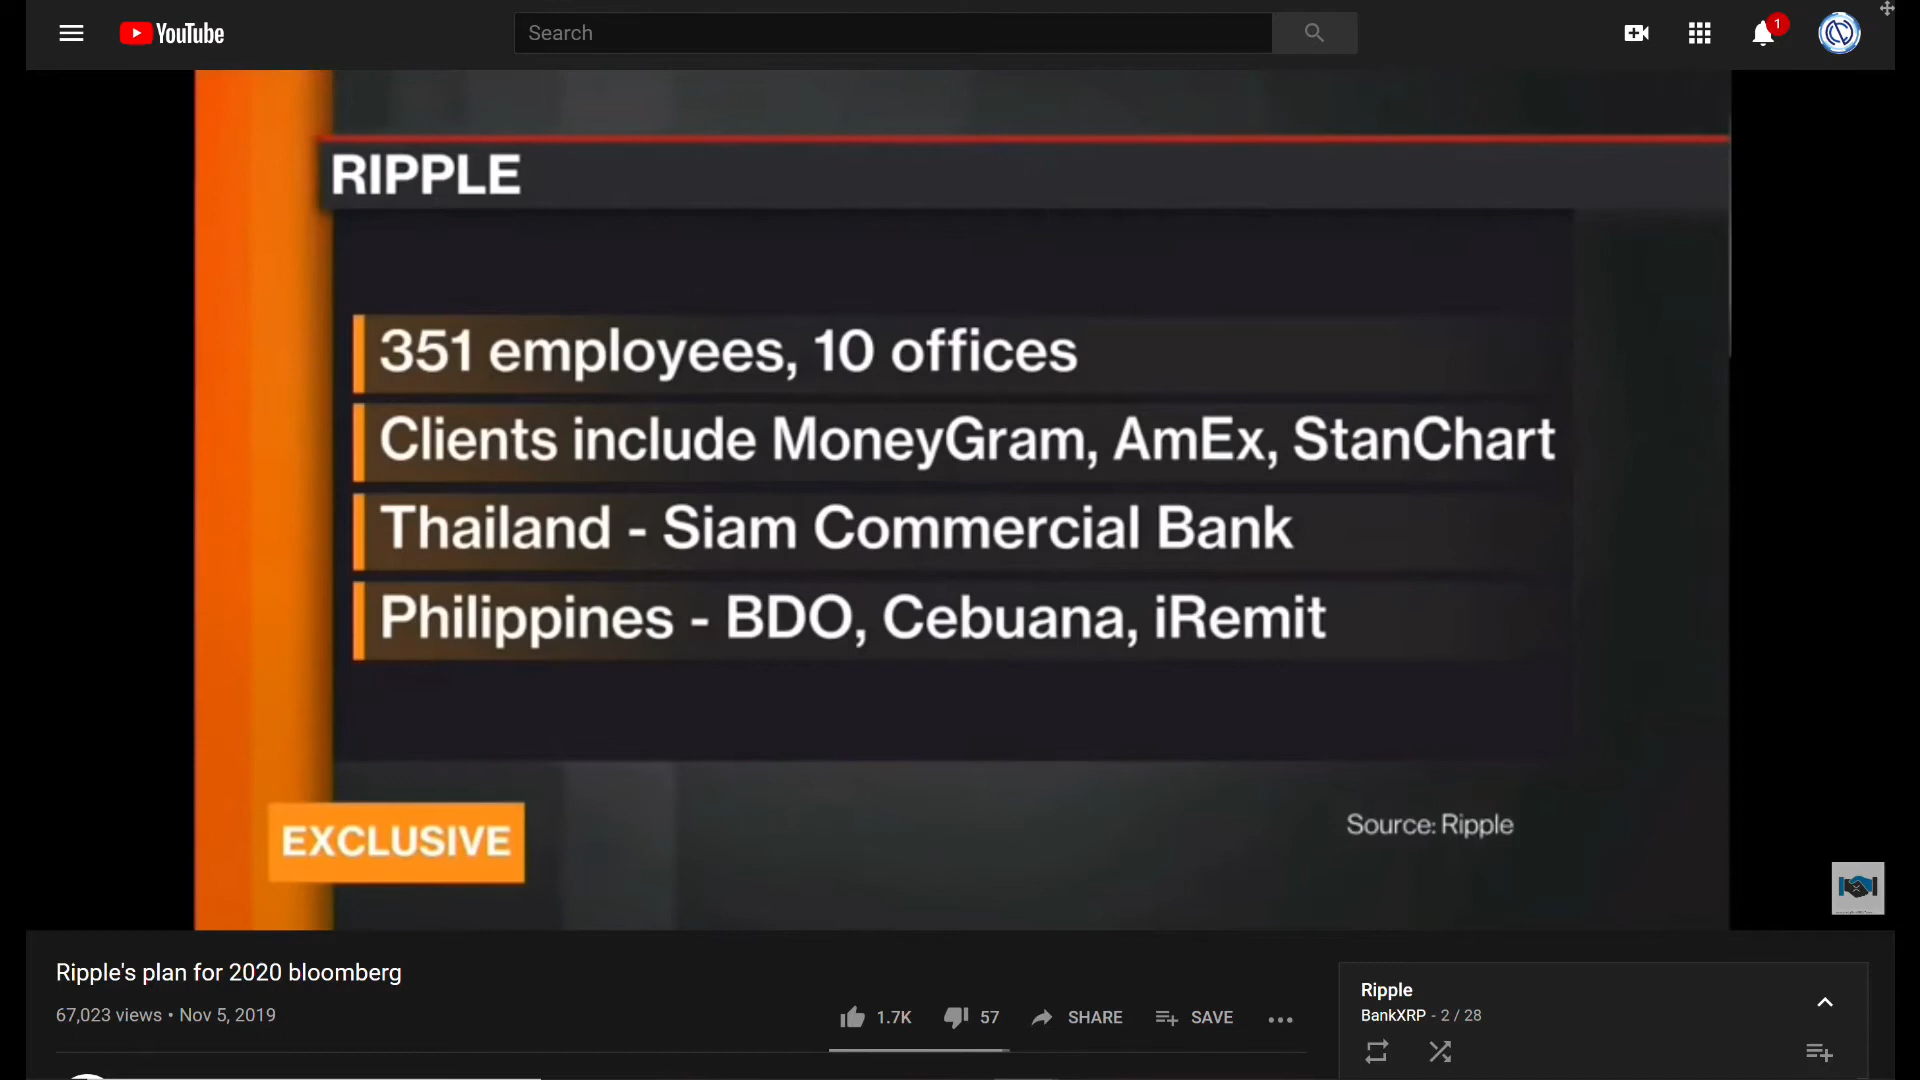 YouTube
Search
1
RIPPLE
351 employees, 10 offices
Clients include MoneyGram, AmEx, StanChart
Thailand - Siam Commercial Bank
Philippines - BDO, Cebuana, iRemit
EXCLUSIVE
Source: Ripple
Ripple's plan for 2020 bloomberg
67,023 views • Nov 5, 2019
1.7K
57
SHARE
SAVE
Ripple
BankXRP - 2 / 28